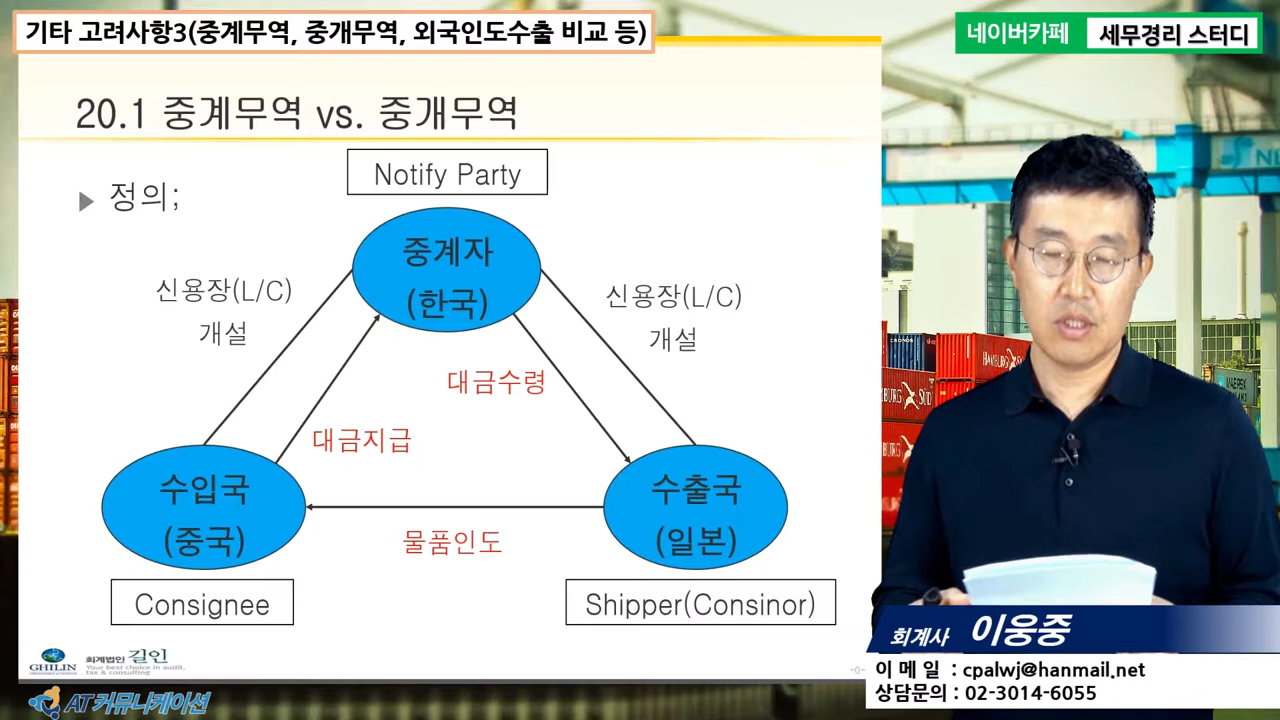 기타 고려사항3(중계무역, 중개무역, 외국인도수출 비교 등)
네이버카페 세무경리 스터디
20.1 중계무역 vs. 중개무역
정의;
Notify Party
중계자
(한국)
신용장(L/C)
개설
신용장(L/C)
개설
대금수령
대금지급
수입국
(중국)
수출국
(일본)
물품인도
Consignee
Shipper(Consinor)
GHILIN
회계법인 길인
Your best choice in audit,
tax & consulting
AT커뮤니케이션
HAMBURG
SÜD
회계사 이웅중
이 메 일 : cpalwj@hanmail.net
상담문의 : 02-3014-6055